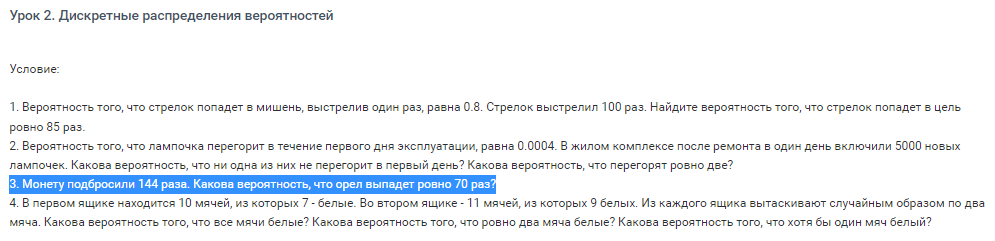 Урок 2. Дискретные распределения вероятностей
Условие:
1. Вероятность того, что стрелок попадет в мишень, выстрелив один раз, равна 0.8. Стрелок выстрелил 100 раз. Найдите вероятность того, что стрелок попадет в цель
ровно 85 раз.
2. Вероятность того, что лампочка перегорит в течение первого дня эксплуатации, равна 0.0004. В жилом комплексе после ремонта в один день включили 5000 новых
лампочек. Какова вероятность, что ни одна из них не перегорит в первый день? Какова вероятность, что перегорят ровно две?
3. Монету подбросили 144 раза. Какова вероятность, что орел выпадет ровно 70 раз?
4. В первом ящике находится 10 мячей, из которых 7 - белые. Во втором ящике - 11 мячей, из которых 9 белых. Из каждого ящика вытаскивают случайным образом по два
мяча. Какова вероятность того, что все мячи белые? Какова вероятность того, что ровно два мяча белые? Какова вероятность того, что хотя бы один мяч белый?